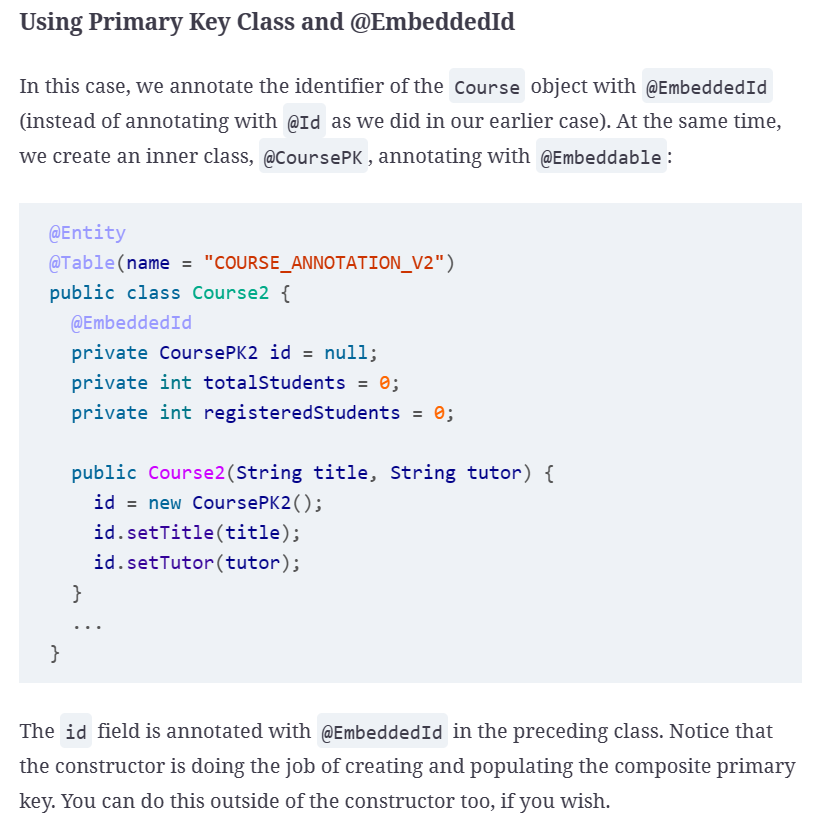 Using Primary Key Class and @EmbeddedId
In this case, we annotate the identifier of the Course object with @EmbeddedId
(instead of annotating with @Id as we did in our earlier case). At the same time,
we create an inner class, @CoursePK, annotating with @Embeddable:
@Entity
@Table(name = "COURSE_ANNOTATION_V2")
public class Course2 {
  @EmbeddedId
  private CoursePK2 id = null;
  private int totalStudents = 0;
  private int registeredStudents = 0;

  public Course2(String title, String tutor) {
    id = new CoursePK2();
    id.setTitle(title);
    id.setTutor(tutor);
  }
  ...
}
The id field is annotated with @EmbeddedId in the preceding class. Notice that
the constructor is doing the job of creating and populating the composite primary
key. You can do this outside of the constructor too, if you wish.